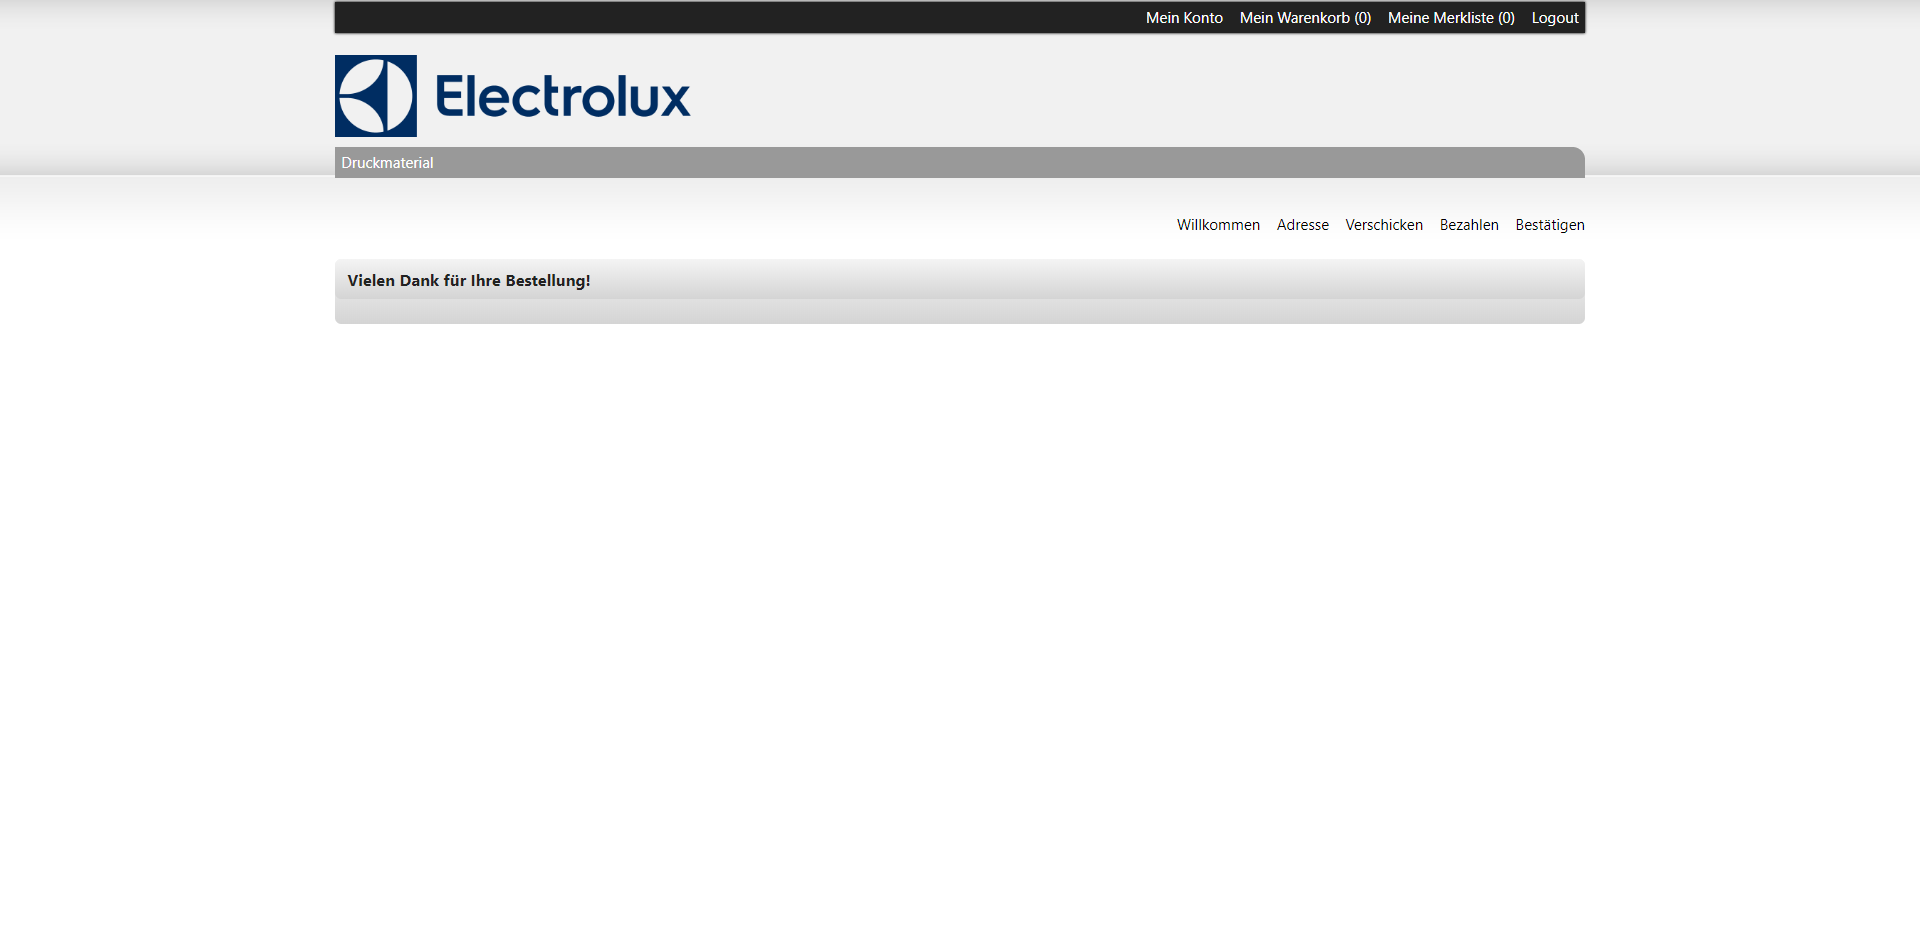 Mein Konto Mein Warenkorb (0) Meine Merkliste (0) Logout
Electrolux
Druckmaterial
Willkommen Adresse Verschicken Bezahlen Bestätigen
Vielen Dank für Ihre Bestellung!